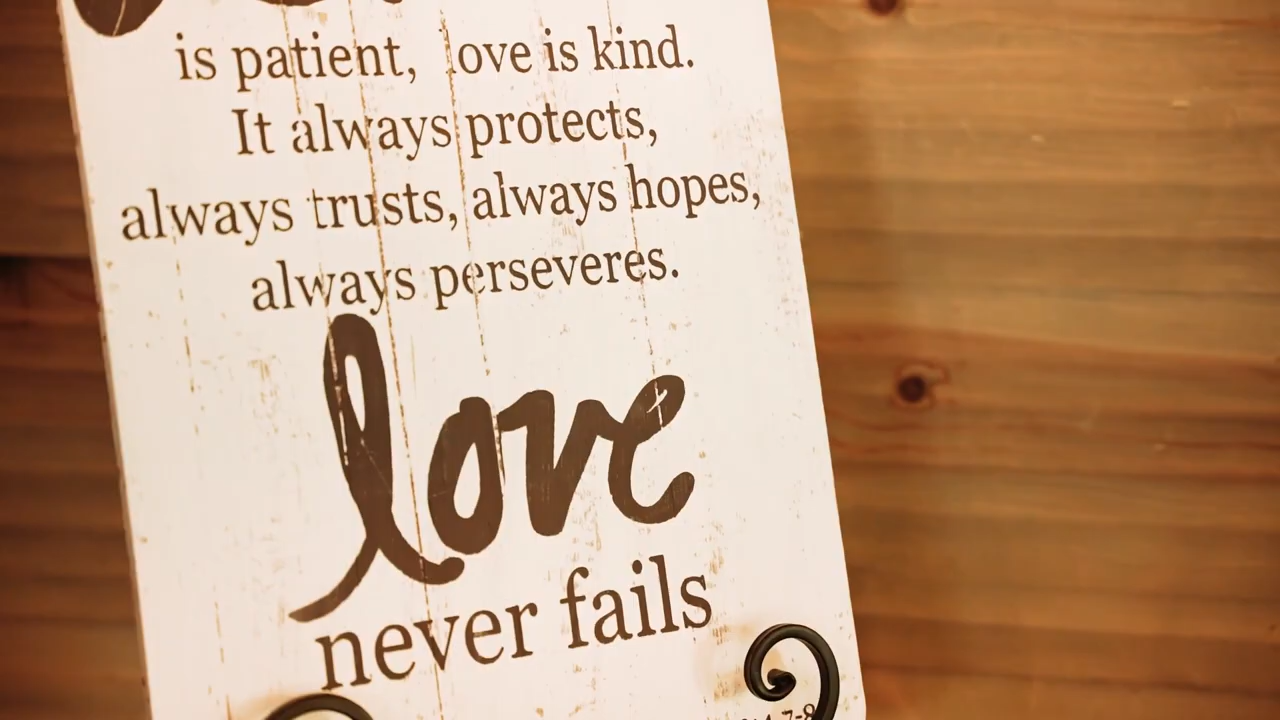 is patient, love is kind.
It always protects,
always trusts, always hopes,
always perseveres.
love
never fails